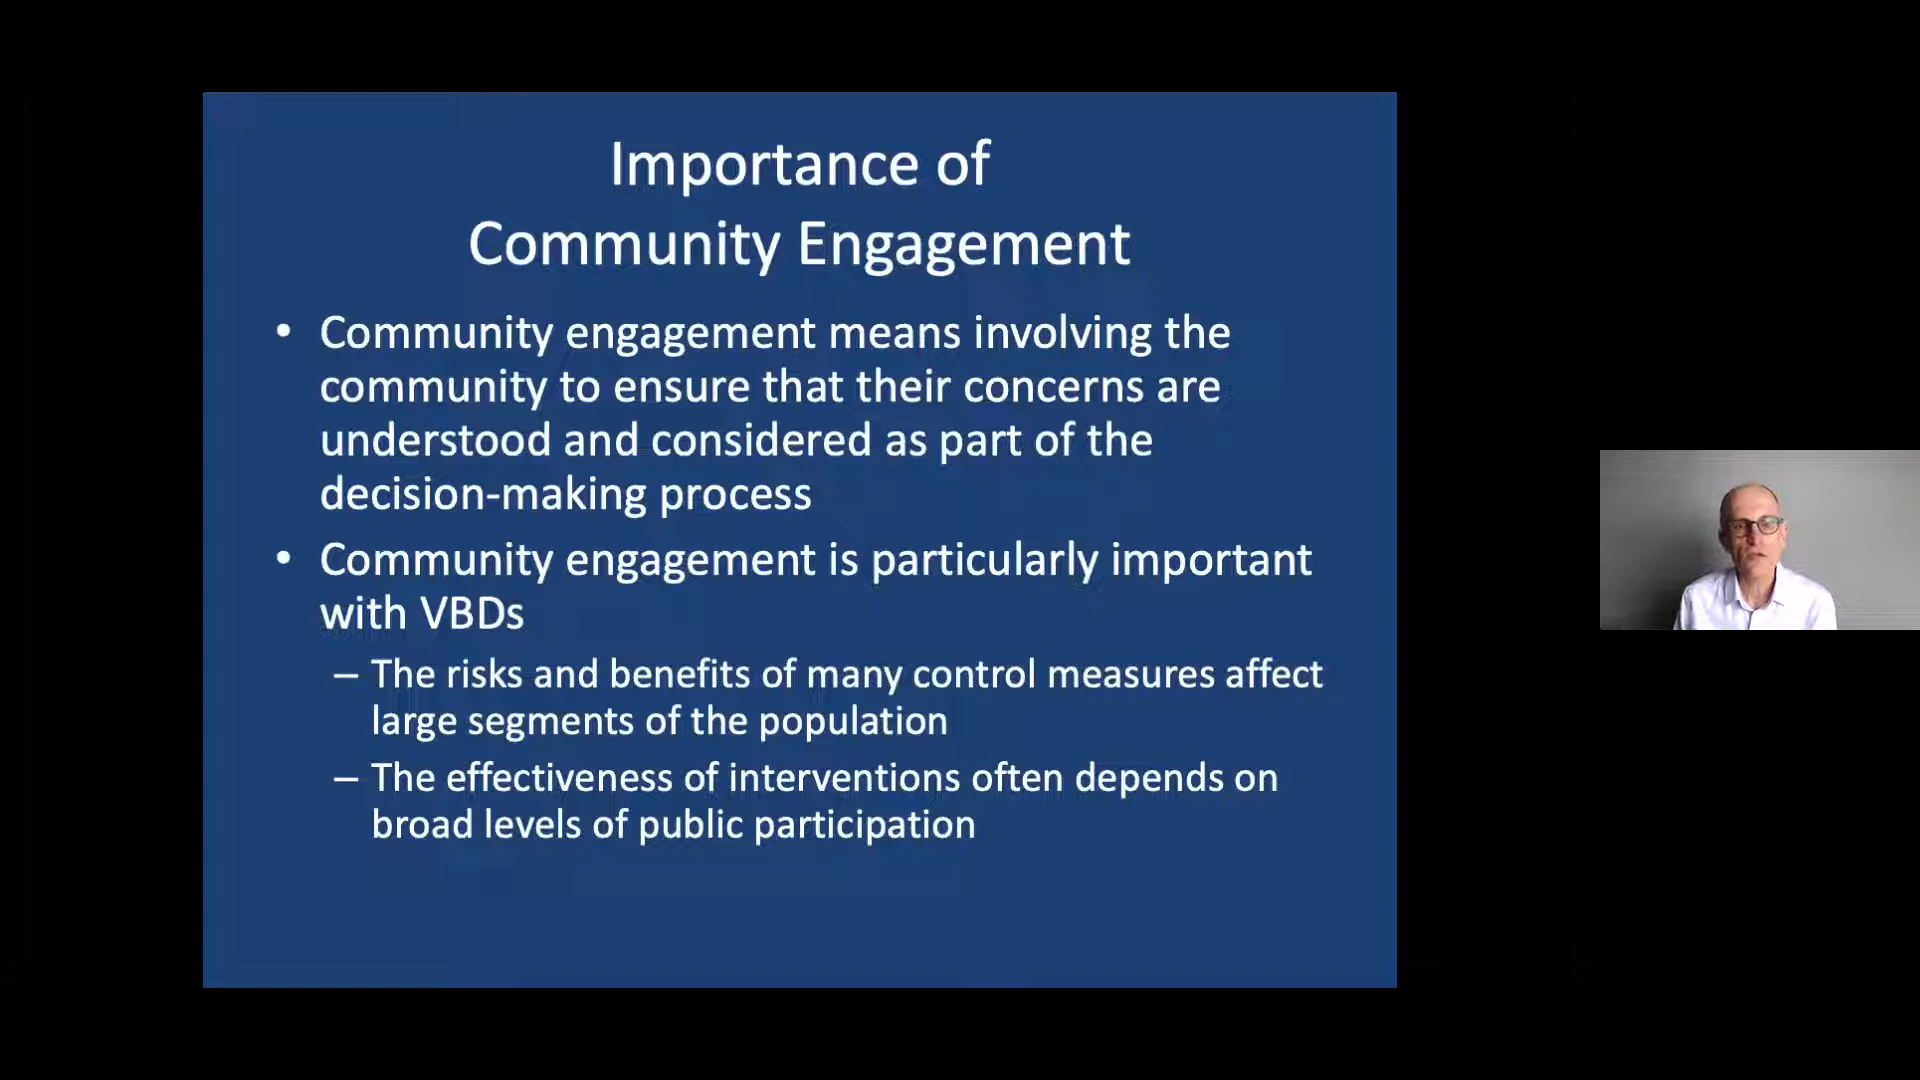 Importance of
Community Engagement
• Community engagement means involving the
community to ensure that their concerns are
understood and considered as part of the
decision-making process
• Community engagement is particularly important
with VBDs
– The risks and benefits of many control measures affect
large segments of the population
– The effectiveness of interventions often depends on
broad levels of public participation